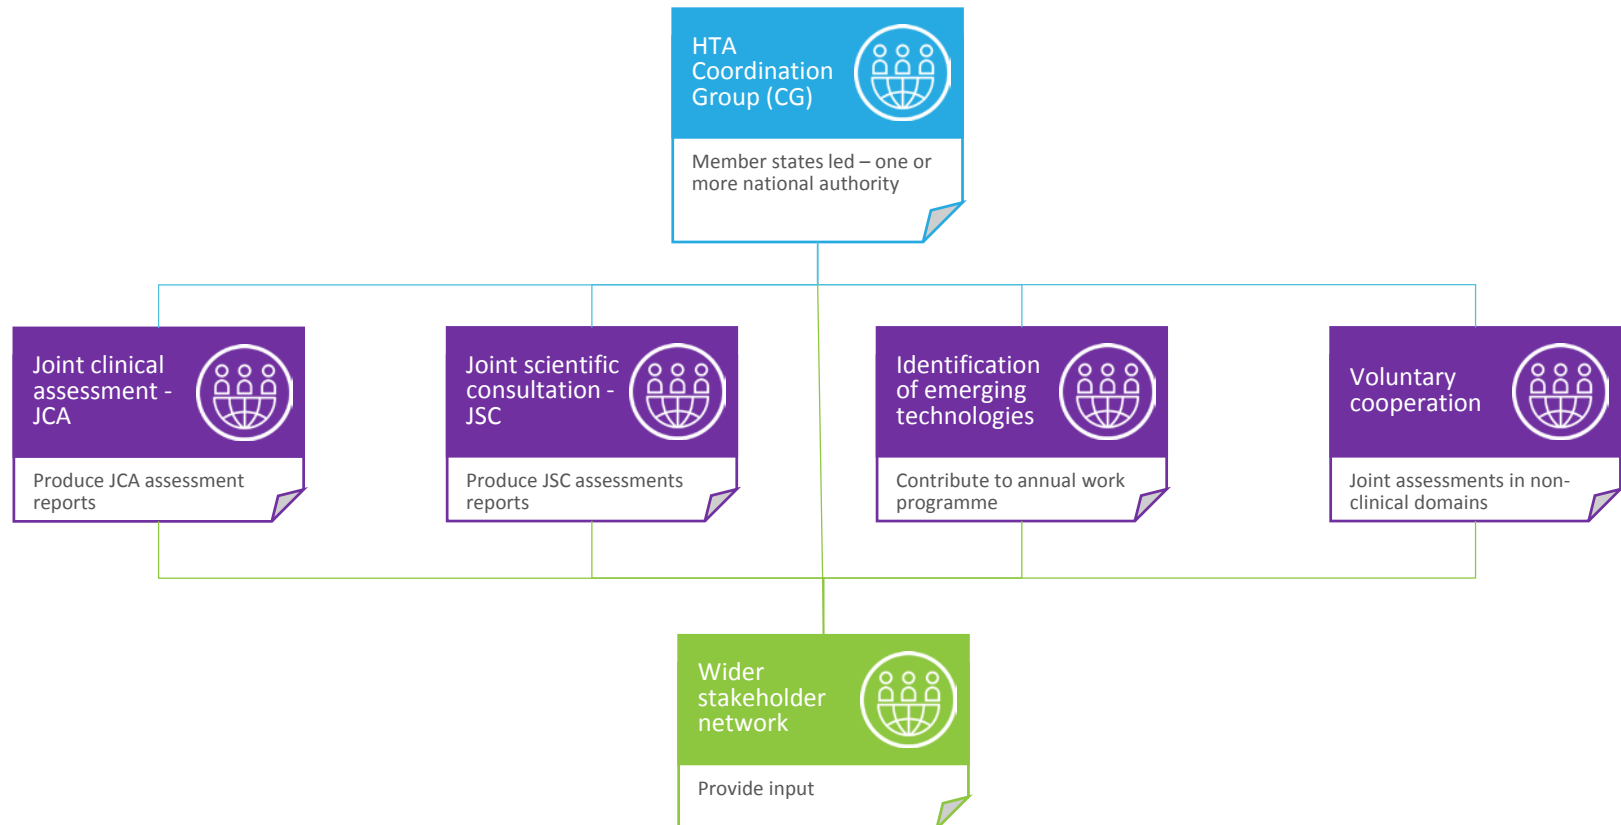 HTA
Coordination
Group (CG)
Member states led – one or
more national authority
Joint clinical
assessment -
JCA
Produce JCA assessment
reports
Joint scientific
consultation -
JSC
Produce JSC assessments
reports
Identification
of emerging
technologies
Contribute to annual work
programme
Voluntary
cooperation
Joint assessments in non-
clinical domains
Wider
stakeholder
network
Provide input